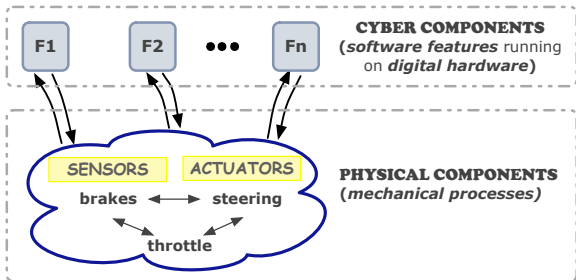 F1
F2
Fn
CYBER COMPONENTS
(software features running
on digital hardware)
SENSORS
ACTUATORS
brakes
steering
throttle
PHYSICAL COMPONENTS
(mechanical processes)